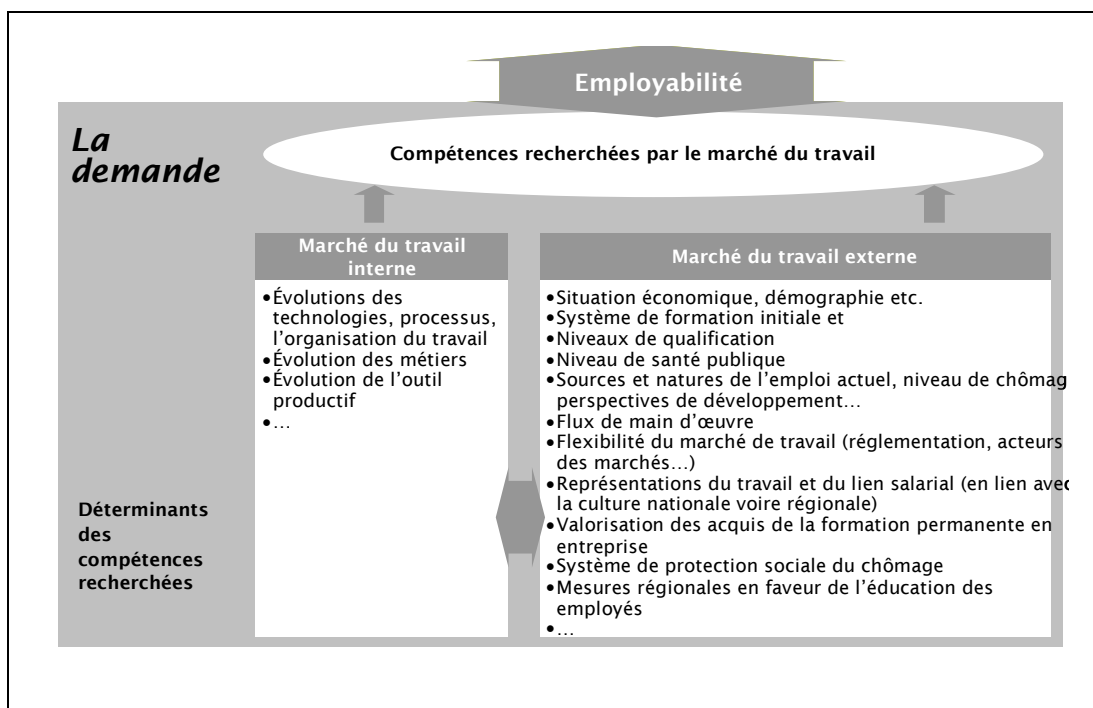 Employabilité
La
demande
Compétences recherchées par le marché du travail
Marché du travail
interne
•Évolutions des
technologies, processus,
l'organisation du travail
•Évolution des métiers
•Évolution de l'outil
productif
•…
Marché du travail externe
•Situation économique, démographie etc.
•Système de formation initiale et
•Niveaux de qualification
•Niveau de santé publique
•Sources et natures de l'emploi actuel, niveau de chômag
perspectives de développement…
•Flux de main d'œuvre
•Flexibilité du marché de travail (réglementation, acteurs
des marchés…)
•Représentations du travail et du lien salarial (en lien avec
la culture nationale voire régionale)
•Valorisation des acquis de la formation permanente en
entreprise
•Système de protection sociale du chômage
•Mesures régionales en faveur de l'éducation des
employés
•…
Déterminants
des
compétences
recherchées